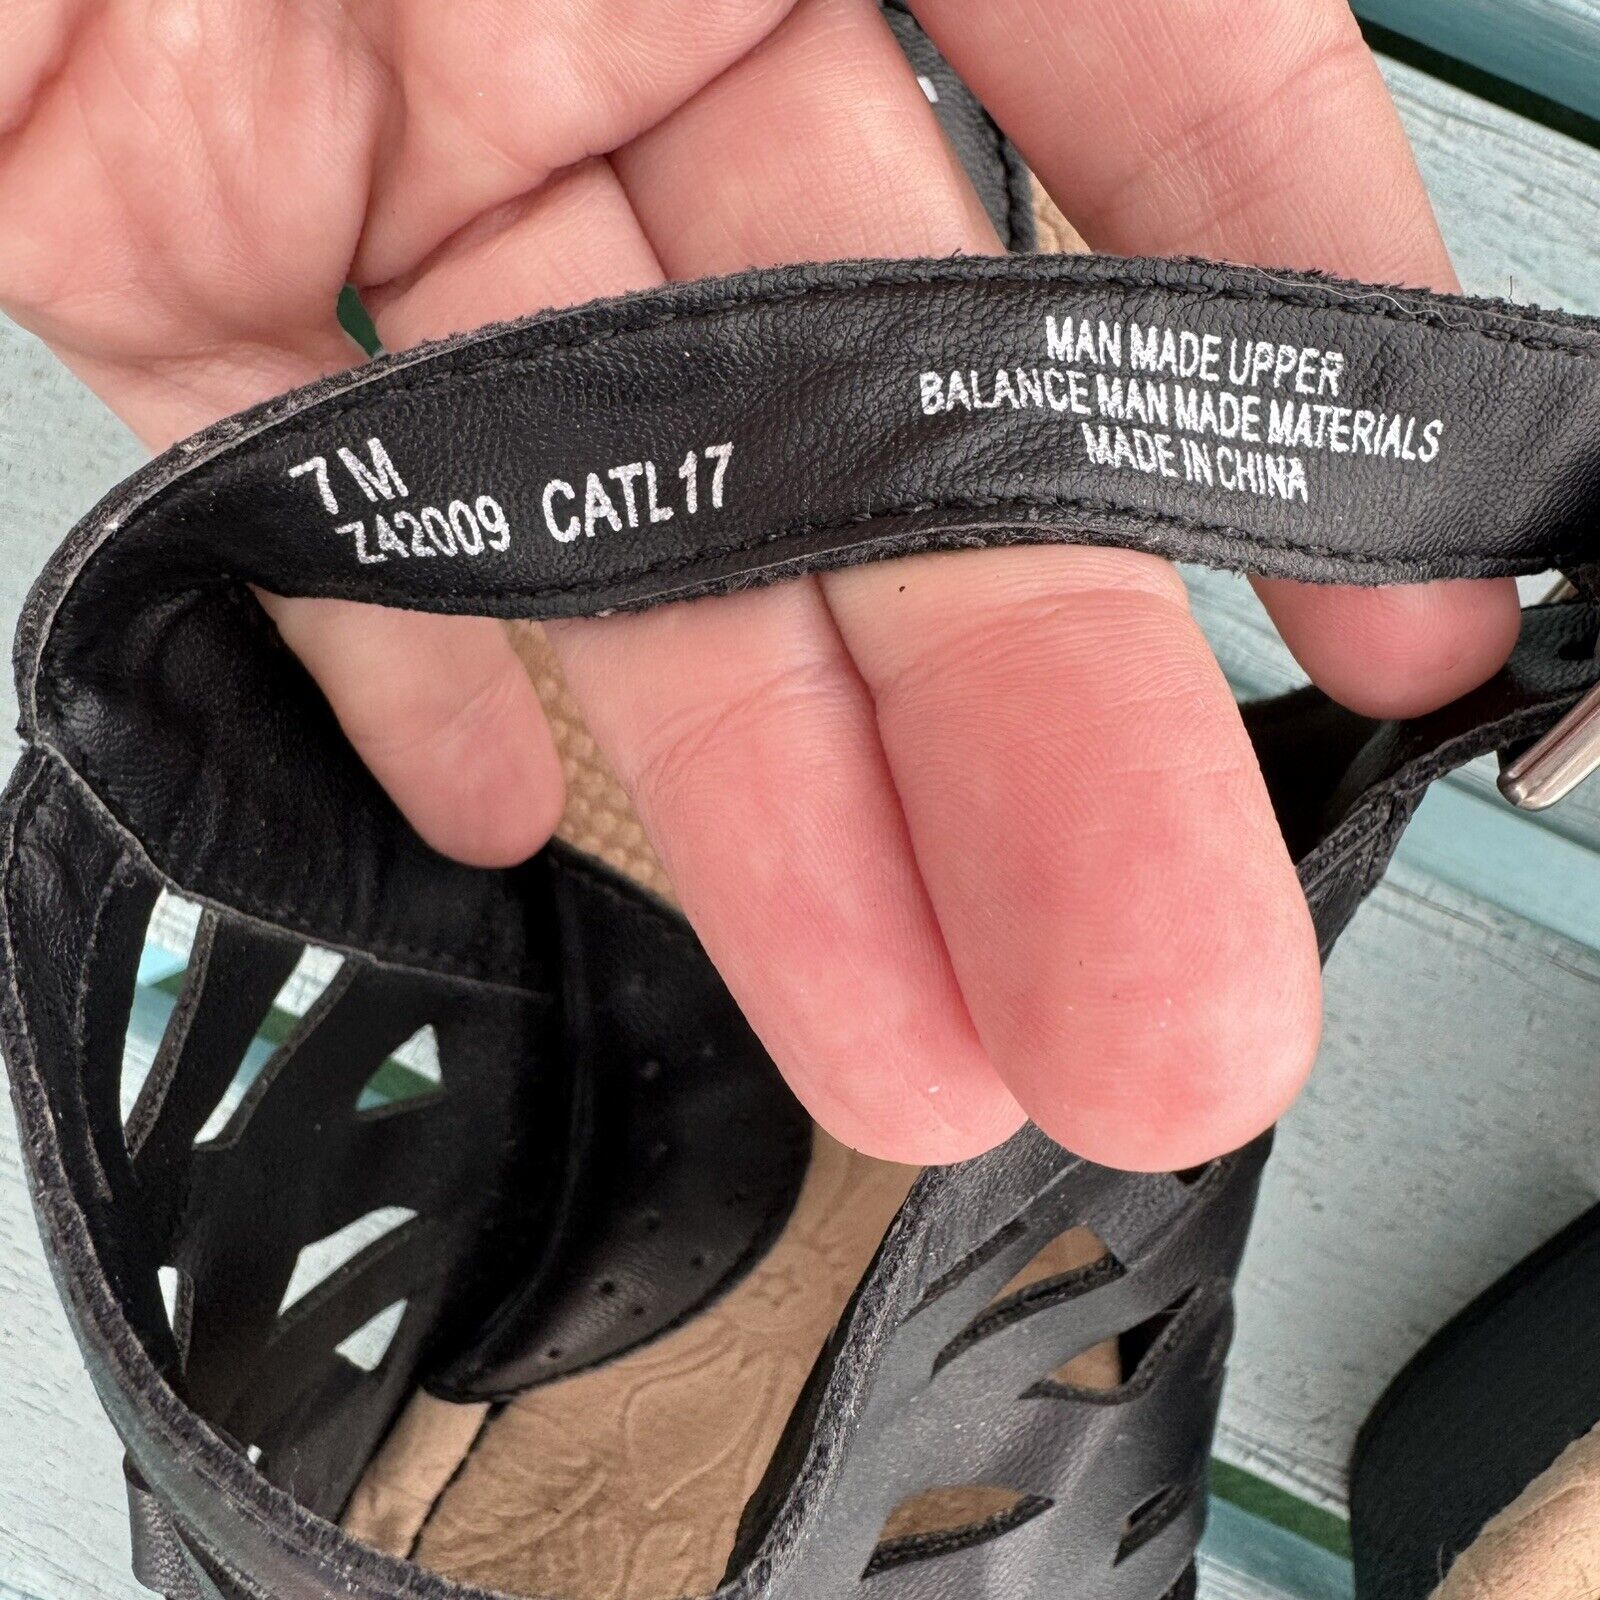 7 M
Z42009 CATL17
MAN MADE UPPER
BALANCE MAN MADE MATERIALS
MADE IN CHINA